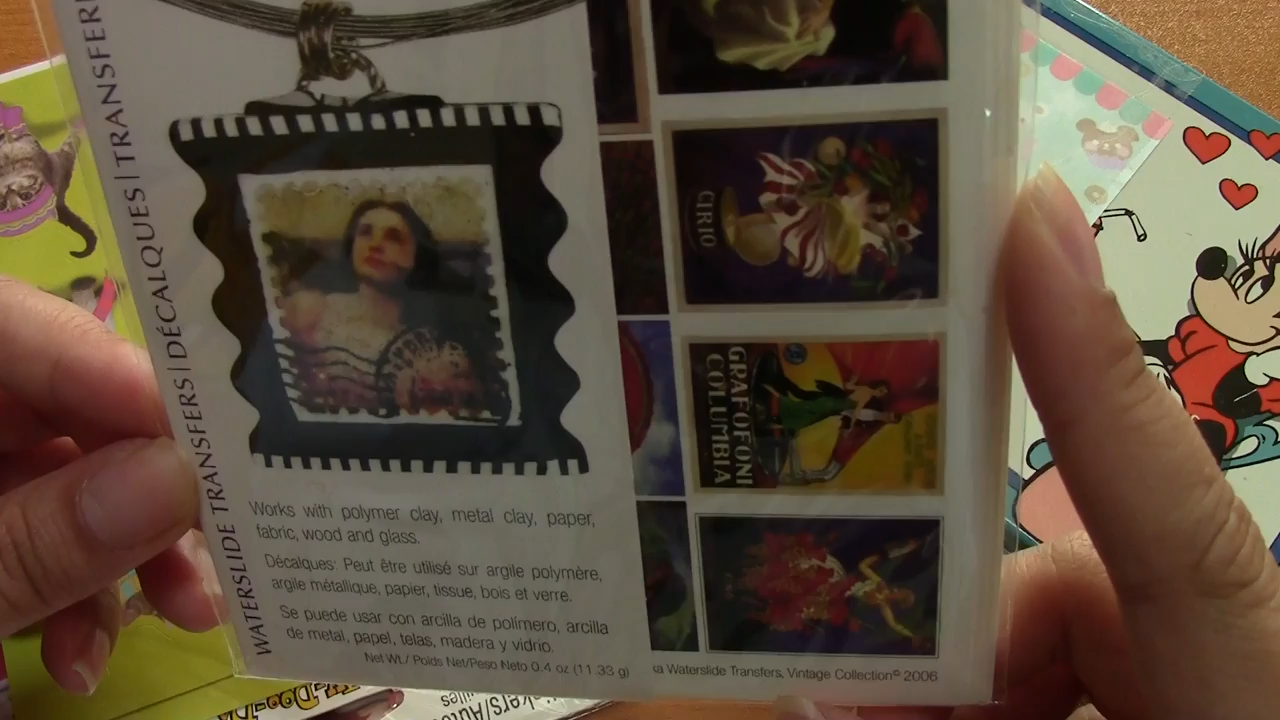 WATERSLIDE TRANSFERS | DÉCALQUES | TRANSFER
CIRIO
GRAFOFONI
COLUMBIA
Works with polymer clay, metal clay, paper,
fabric, wood and glass.
Décalques: Peut être utilisé sur argile polymère,
argile métallique, papier, tissue, bois et verre.
Se puede usar con arcilla de polímero, arcilla
de metal, papel, telas, madera y vidrio.
Net Wt./ Poids Net/Peso Neto 0.4 oz (11.33 g)
ka Waterslide Transfers, Vintage Collection© 2006